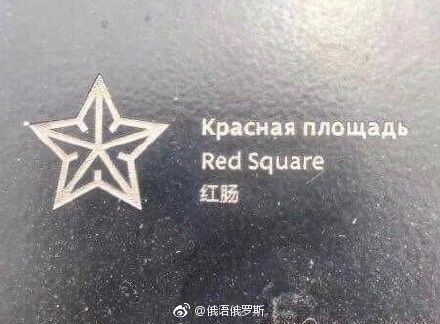 Красная площадь
Red Square
红肠
@俄语俄罗斯